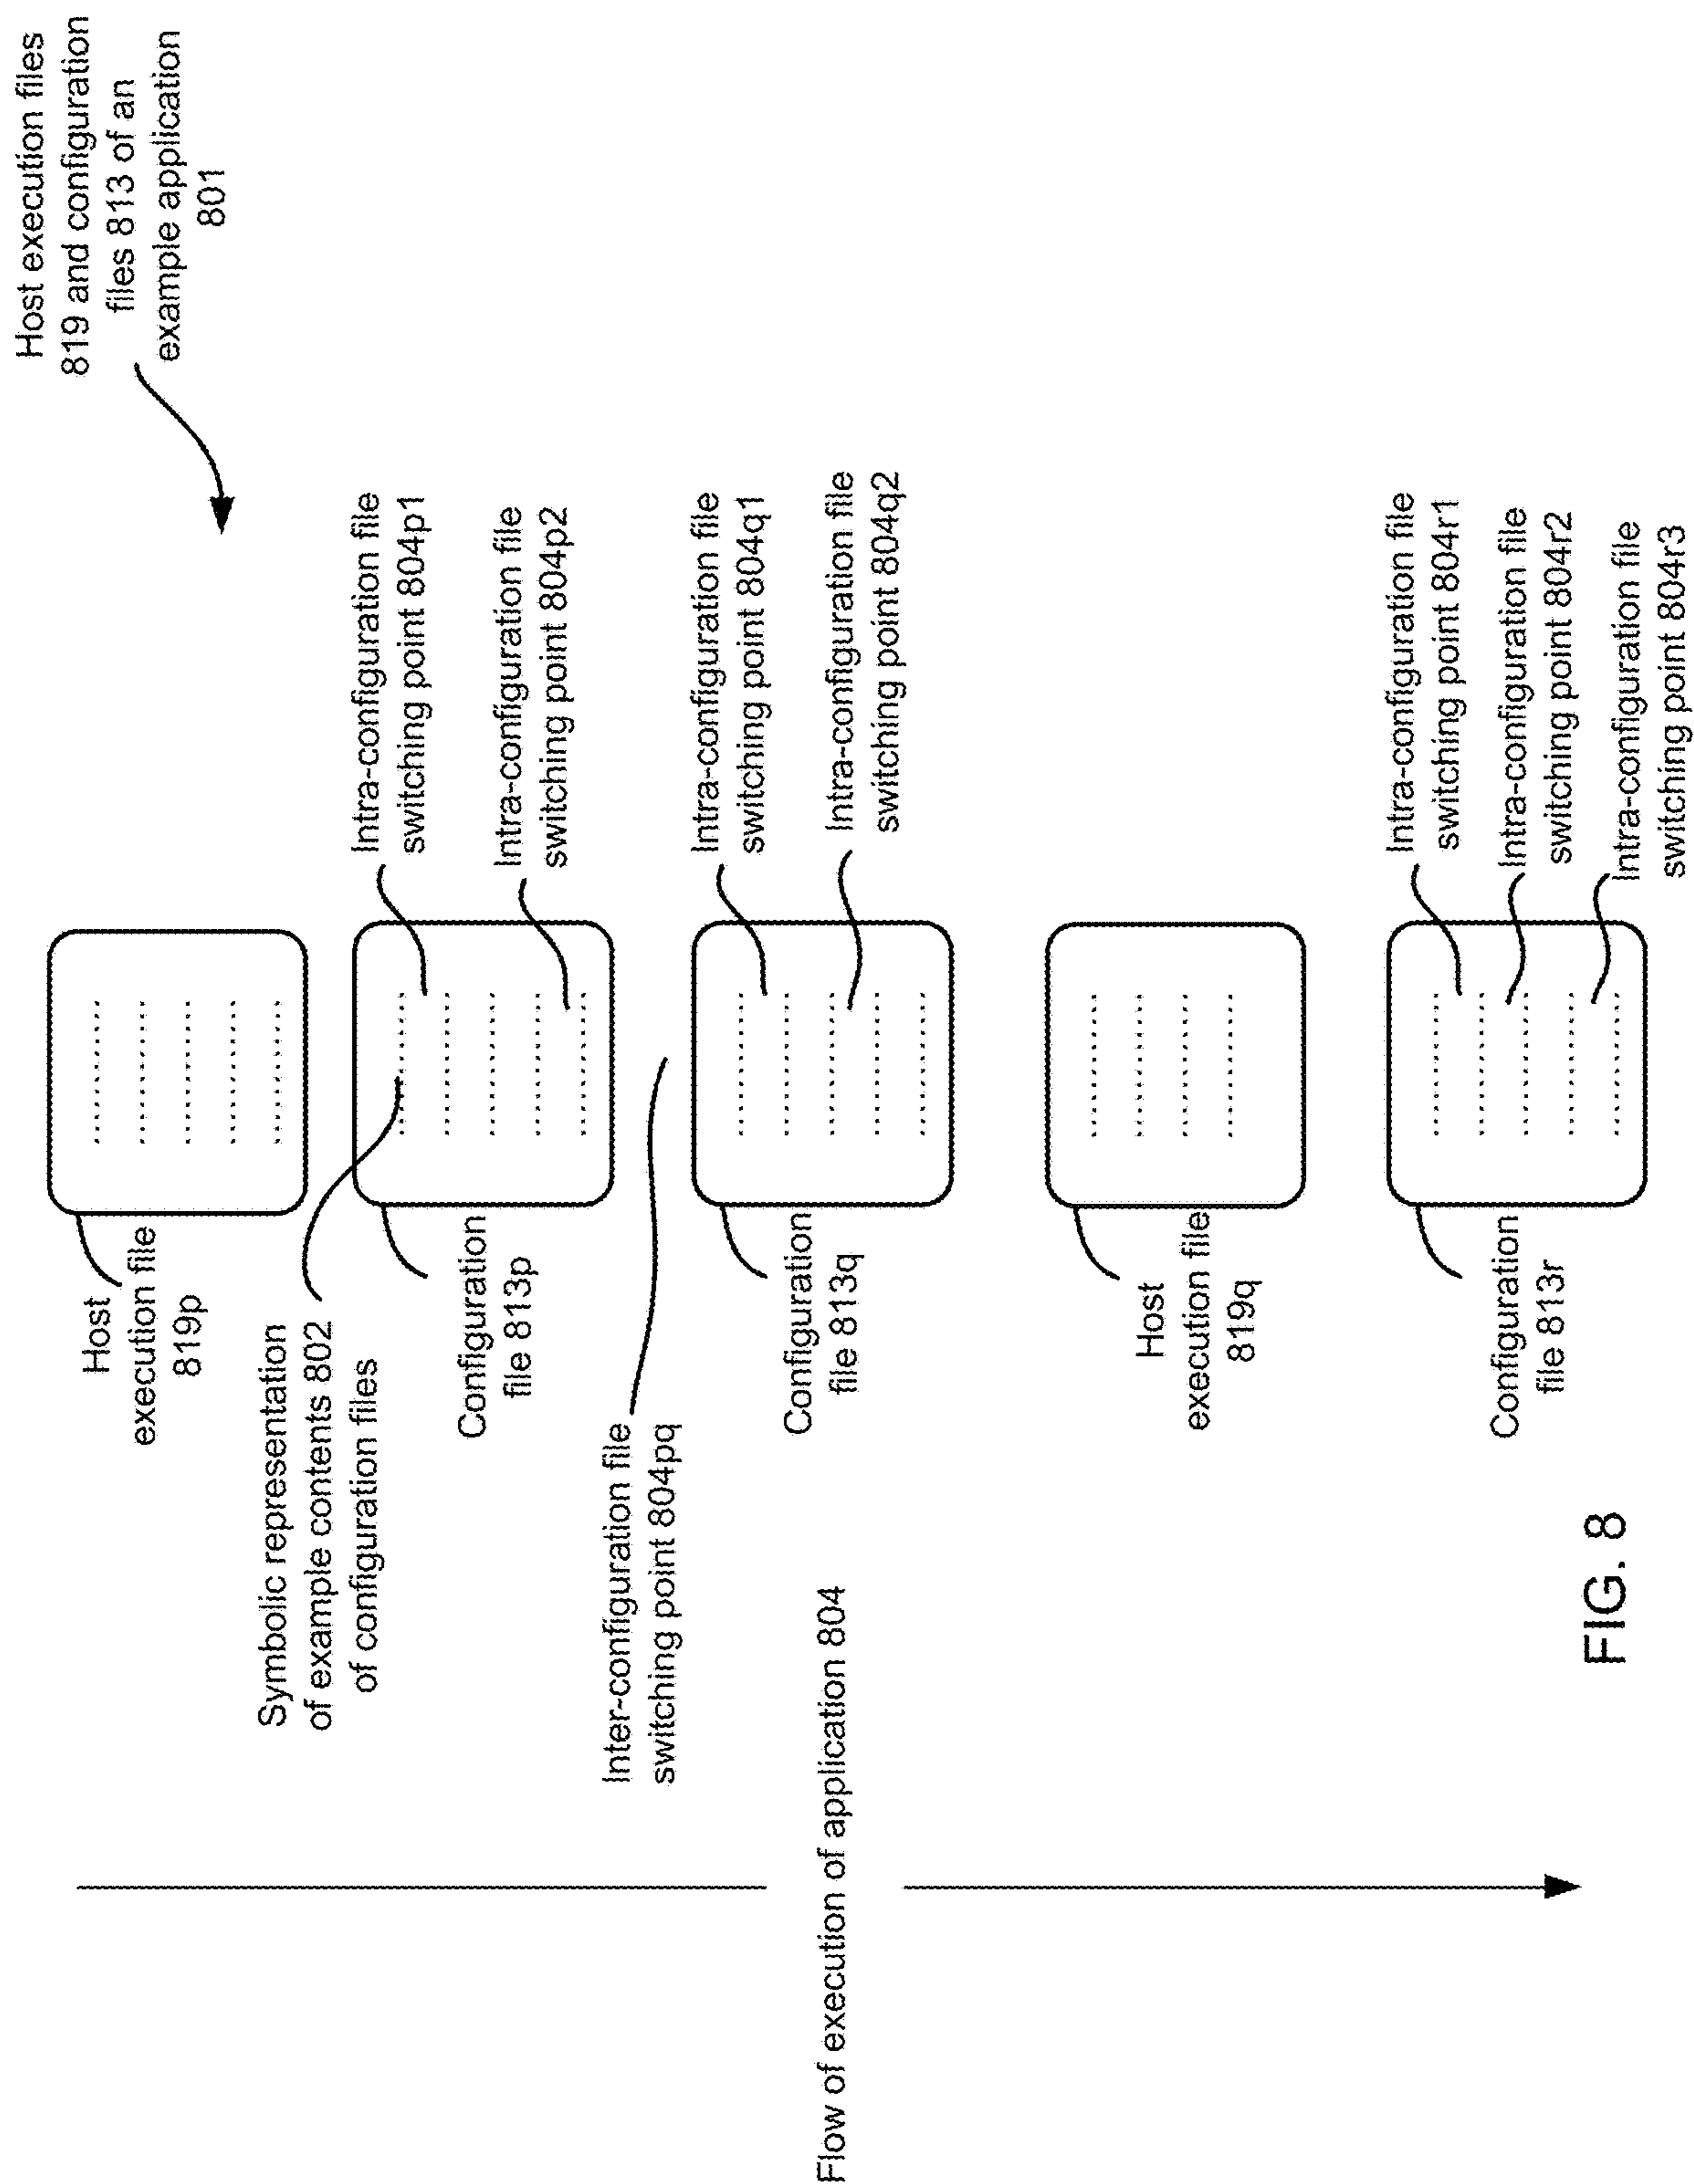 Host execution files
819 and configuration
files 813 of an
example application
801
Host
execution file
819p
Symbolic representation
of example contents 802
of configuration files
Intra-configuration file
switching point 804p1
Configuration
file 813p
Intra-configuration file
switching point 804p2
Inter-configuration file
switching point 804pq
Intra-configuration file
switching point 804q1
Configuration
file 813q
Intra-configuration file
switching point 804q2
Flow of execution of application 804
Host
execution file
819q
Intra-configuration file
switching point 804r1
Configuration
file 813r
Intra-configuration file
switching point 804r2
Intra-configuration file
switching point 804r3
FIG. 8